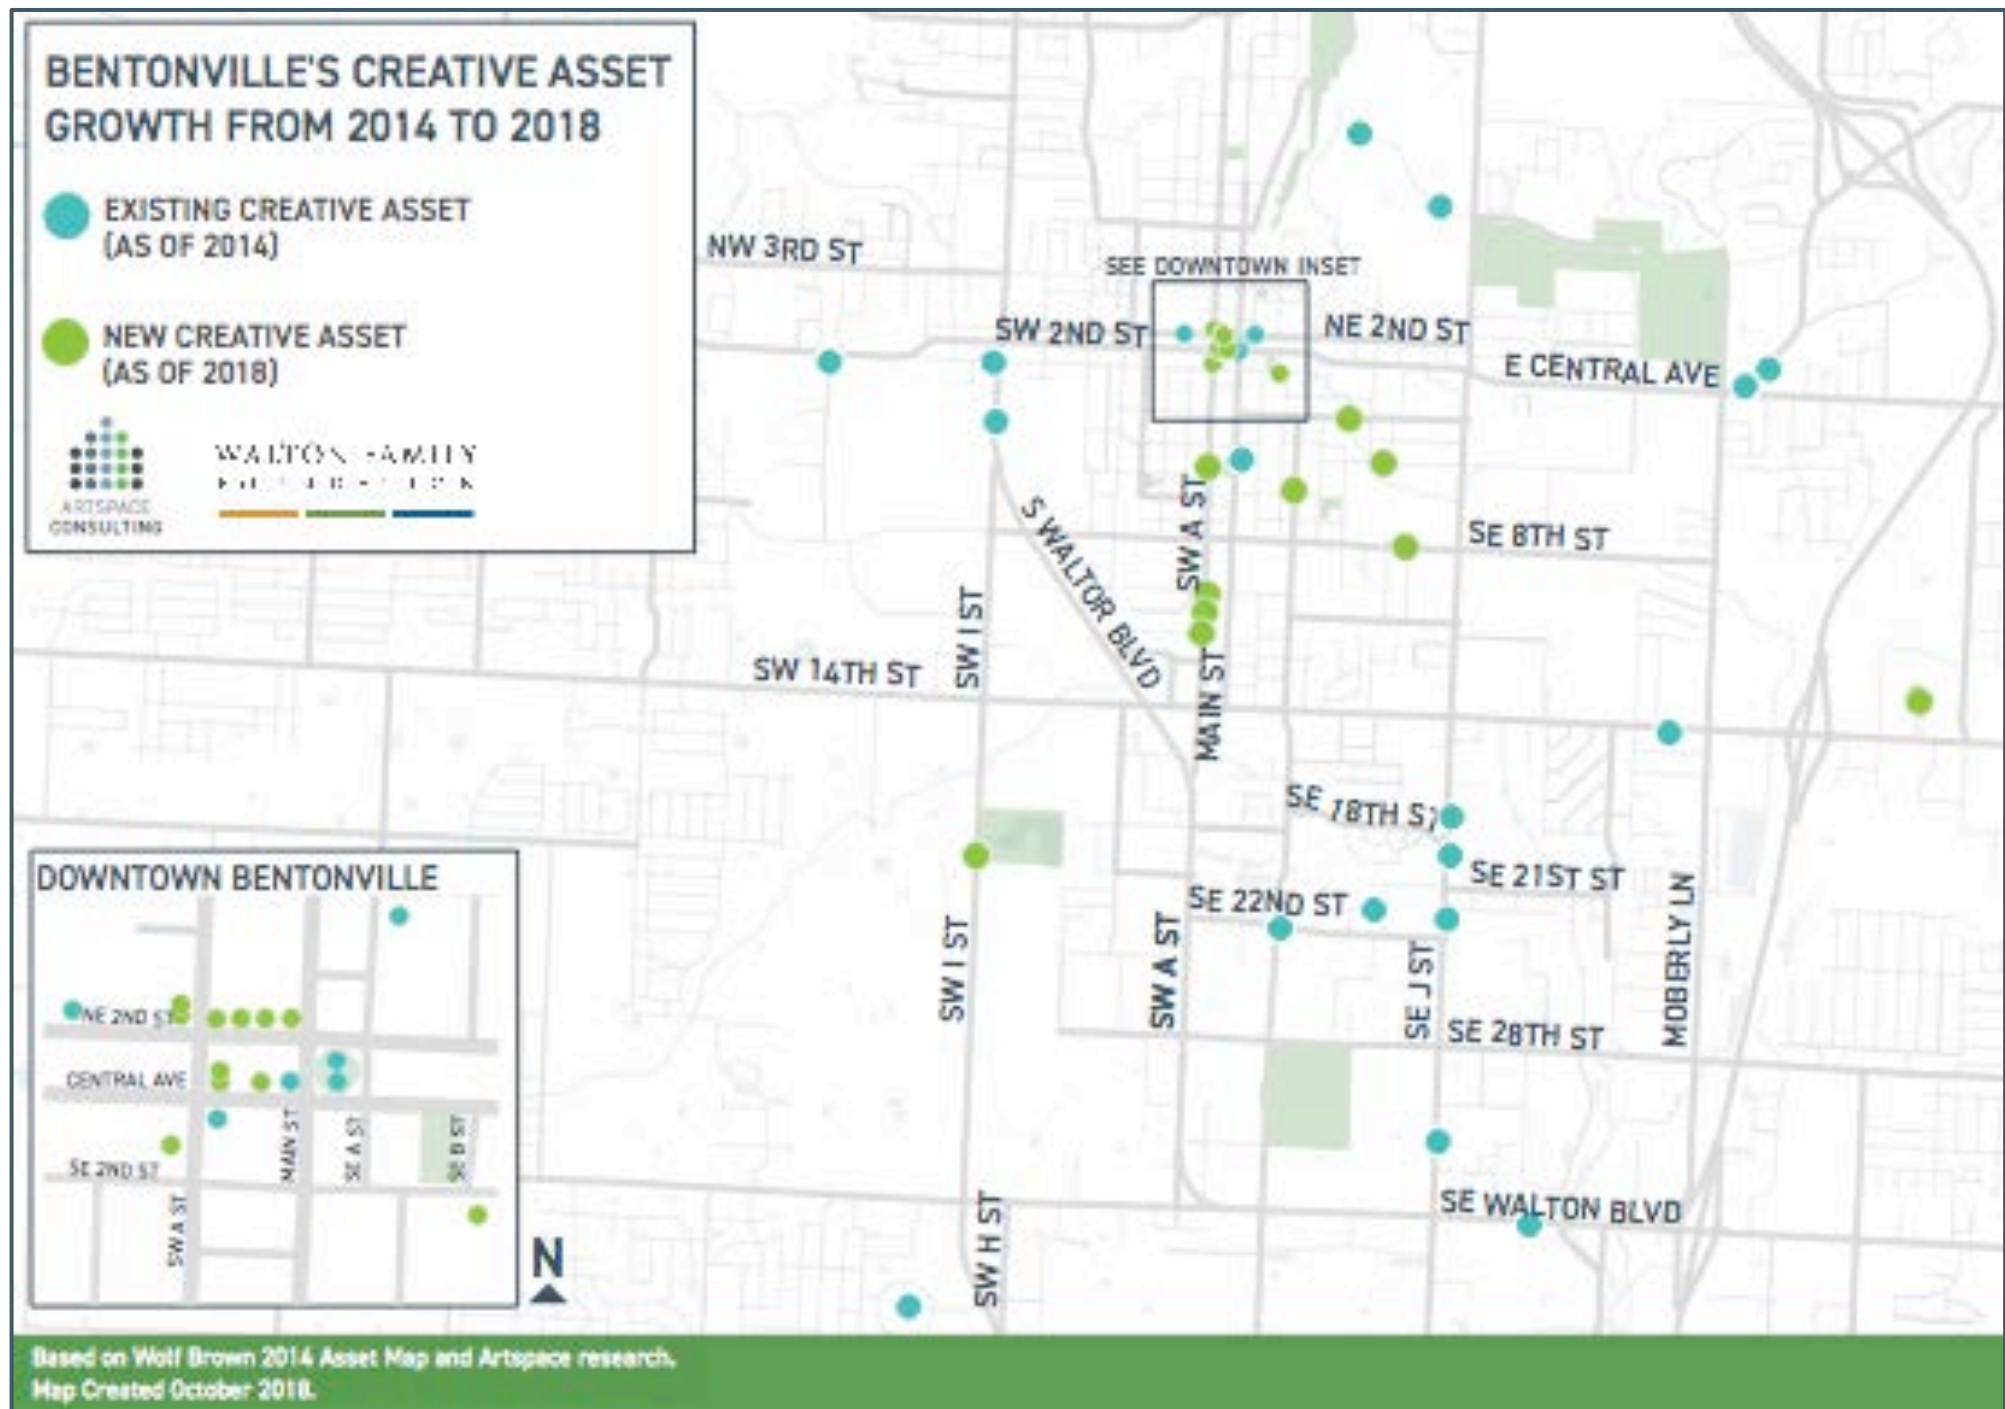 BENTONVILLE'S CREATIVE ASSET
GROWTH FROM 2014 TO 2018
EXISTING CREATIVE ASSET
(AS OF 2014)
NEW CREATIVE ASSET
(AS OF 2018)
ARTSPACE
CONSULTING
WALTON FAMILY
NW 3RD ST
SEE DOWNTOWN INSET
SW 2ND ST
NE 2ND ST
E CENTRAL AVE
SW A ST
SE 8TH ST
S WALTOR BLVD
SW I ST
SW 14TH ST
MAIN ST
SE 18TH ST
SE 21ST ST
SE 22ND ST
MOBERLY LN
SW I ST
SW A ST
SE J ST
SE 28TH ST
SE WALTON BLVD
SW H ST
DOWNTOWN BENTONVILLE
NE 2ND ST
CENTRAL AVE
MAIN ST
SE A ST
SE B ST
SE 2ND ST
SW A ST
N
Based on Wolf Brown 2014 Asset Map and Artspace research.
Map Created October 2018.